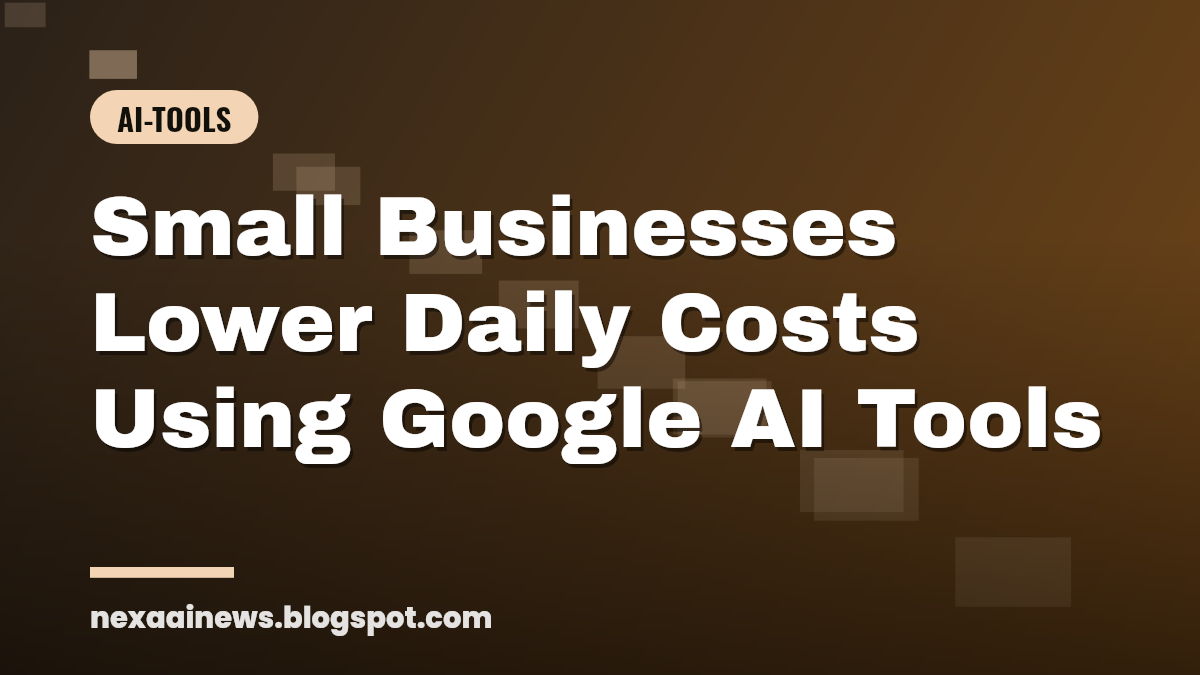 AI-TOOLS
Small Businesses
Lower Daily Costs
Using Google AI Tools
nexaainews.blogspot.com